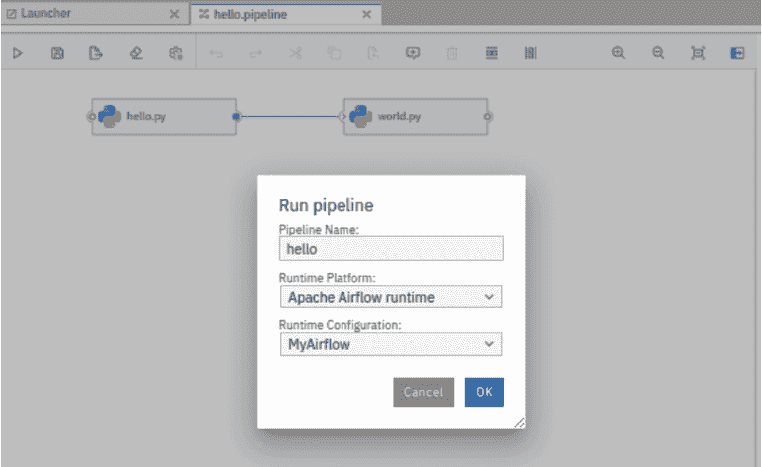 Launcher
hello.pipeline
hello.py
world.py
Run pipeline
Pipeline Name:
hello
Runtime Platform:
Apache Airflow runtime
Runtime Configuration:
MyAirflow
Cancel
OK